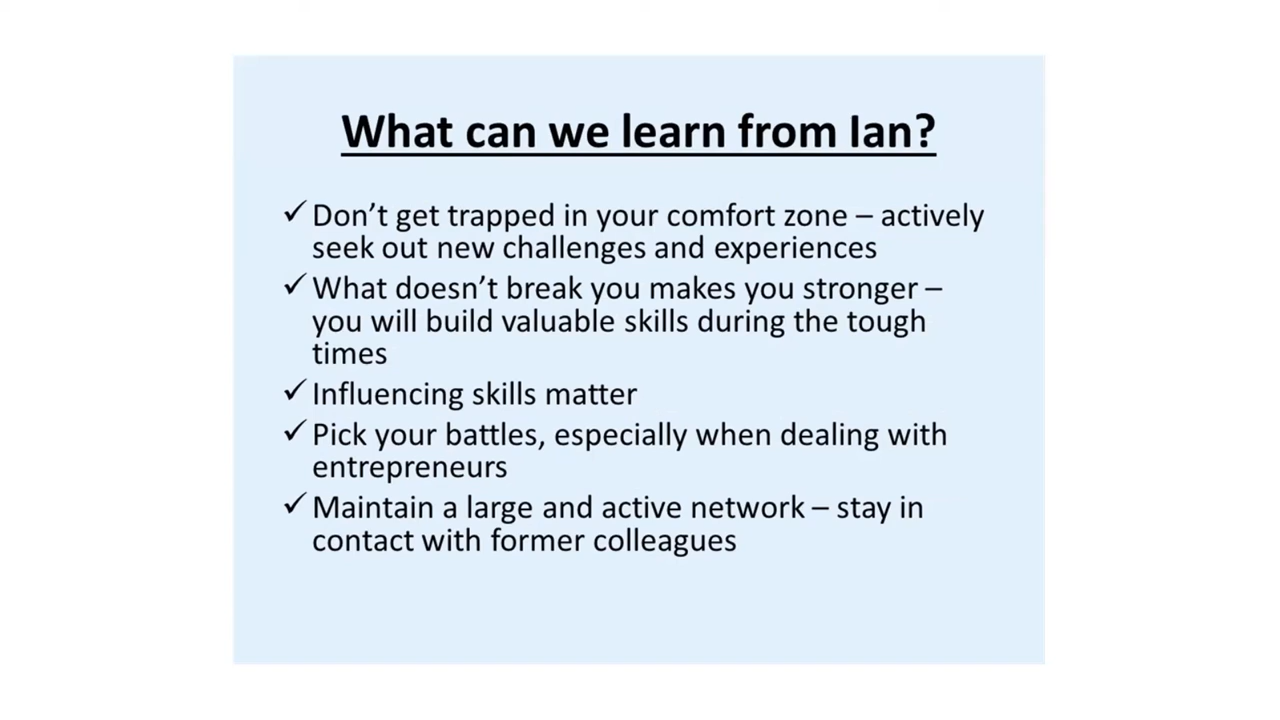 What can we learn from Ian?
✓ Don’t get trapped in your comfort zone – actively
seek out new challenges and experiences
✓ What doesn’t break you makes you stronger –
you will build valuable skills during the tough
times
✓ Influencing skills matter
✓ Pick your battles, especially when dealing with
entrepreneurs
✓ Maintain a large and active network – stay in
contact with former colleagues